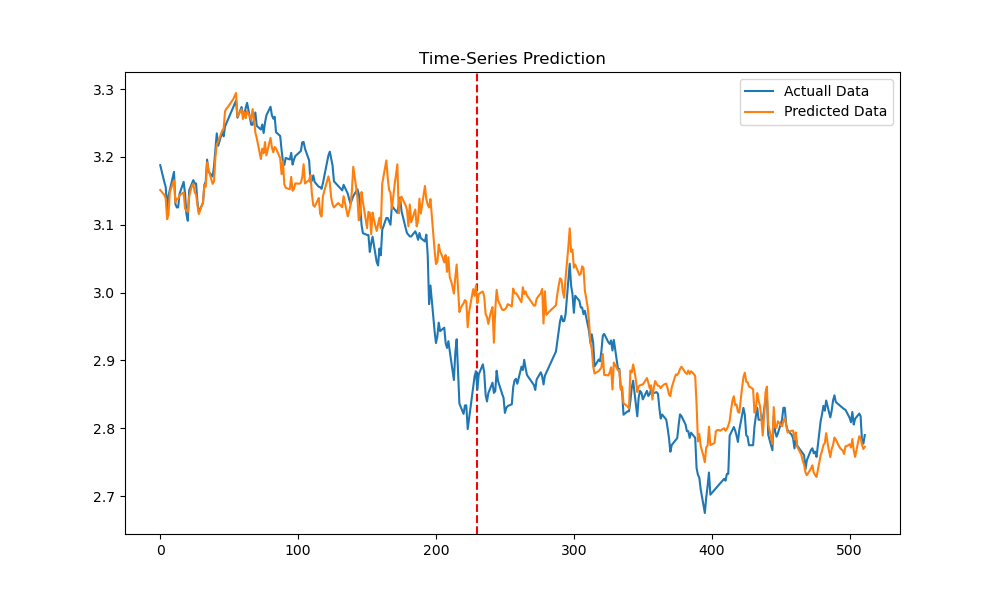 Time-Series Prediction
Actuall Data
Predicted Data
3.3
3.2
3.1
3.0
2.9
2.8
2.7
0 100 200 300 400 500